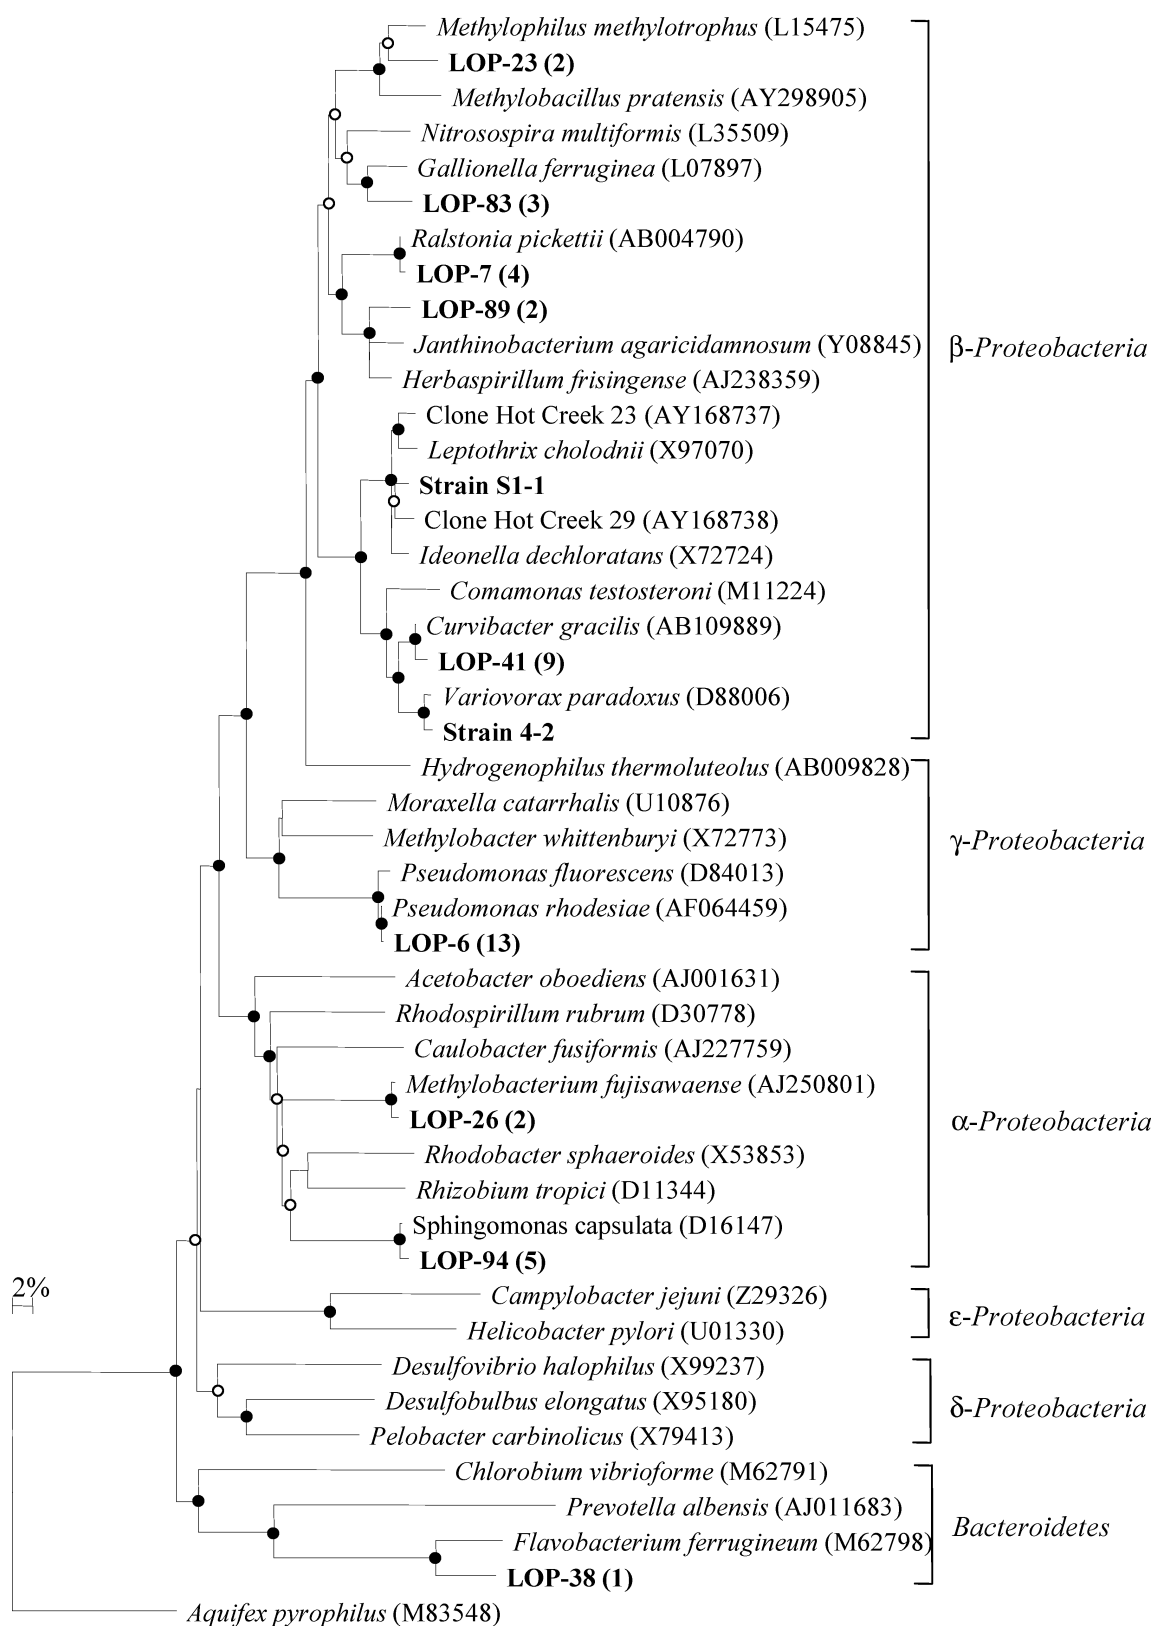 Methylophilus methylotrophus (L15475)
LOP-23 (2)
Methylobacillus pratensis (AY298905)
Nitrosospira multiformis (L35509)
Gallionella ferruginea (L07897)
LOP-83 (3)
Ralstonia pickettii (AB004790)
LOP-7 (4)
LOP-89 (2)
Janthinobacterium agaricidamnosum (Y08845)
β-Proteobacteria
Herbaspirillum frisingense (AJ238359)
Clone Hot Creek 23 (AY168737)
Leptothrix cholodnii (X97070)
Strain S1-1
Clone Hot Creek 29 (AY168738)
Ideonella dechloratans (X72724)
Comamonas testosteroni (M11224)
Curvibacter gracilis (AB109889)
LOP-41 (9)
Variovorax paradoxus (D88006)
Strain 4-2
Hydrogenophilus thermoluteolus (AB009828)
Moraxella catarrhalis (U10876)
Methylobacter whittenburyi (X72773)
γ-Proteobacteria
Pseudomonas fluorescens (D84013)
Pseudomonas rhodesiae (AF064459)
LOP-6 (13)
Acetobacter oboediens (AJ001631)
Rhodospirillum rubrum (D30778)
Caulobacter fusiformis (AJ227759)
Methylobacterium fujisawaense (AJ250801)
LOP-26 (2)
α-Proteobacteria
Rhodobacter sphaeroides (X53853)
Rhizobium tropici (D11344)
Sphingomonas capsulata (D16147)
LOP-94 (5)
2%
Campylobacter jejuni (Z29326)
ε-Proteobacteria
Helicobacter pylori (U01330)
Desulfovibrio halophilus (X99237)
Desulfobulbus elongatus (X95180)
δ-Proteobacteria
Pelobacter carbinolicus (X79413)
Chlorobium vibrioforme (M62791)
Prevotella albensis (AJ011683)
Bacteroidetes
Flavobacterium ferrugineum (M62798)
LOP-38 (1)
Aquifex pyrophilus (M83548)